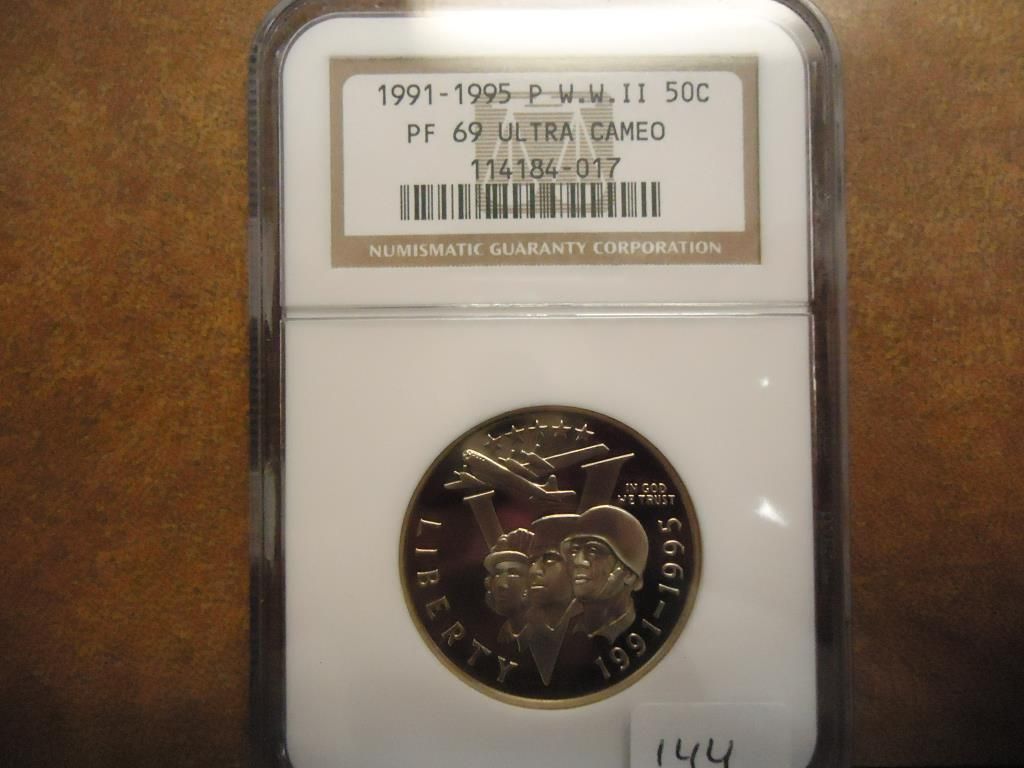 1991-1995 P W.W.II 50C
PF 69 ULTRA CAMEO
114184-017
NUMISMATIC GUARANTY CORPORATION
IN GOD
WE TRUST
LIBERTY
1991-1995
144